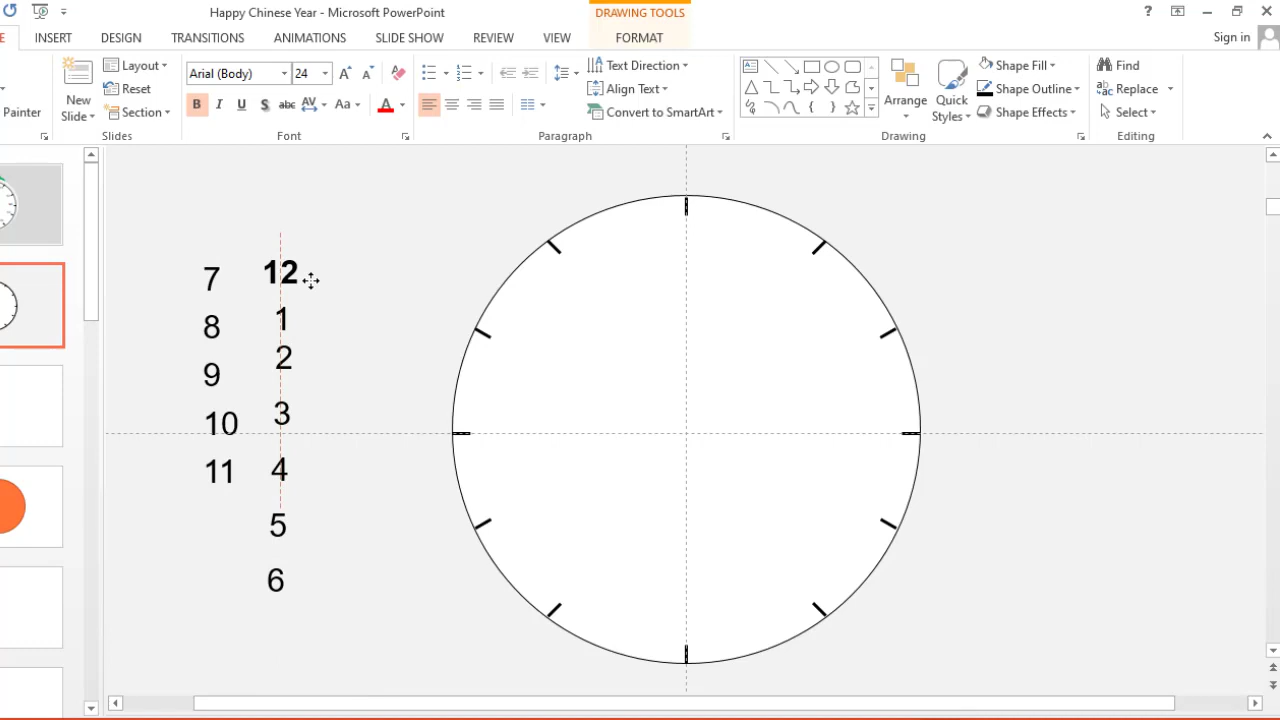 Happy Chinese Year - Microsoft PowerPoint
DRAWING TOOLS
?
E
INSERT
DESIGN
TRANSITIONS
ANIMATIONS
SLIDE SHOW
REVIEW
VIEW
FORMAT
Sign in
Painter
New
Slide
Layout
Reset
Section
Slides
Arial (Body)
24
B I U S abc AV Aa A
Font
Text Direction
Align Text
Convert to SmartArt
Paragraph
Arrange
Quick
Styles
Shape Fill
Shape Outline
Shape Effects
Drawing
Find
Replace
Select
Editing
7
8
9
10
11
12
1
2
3
4
5
6